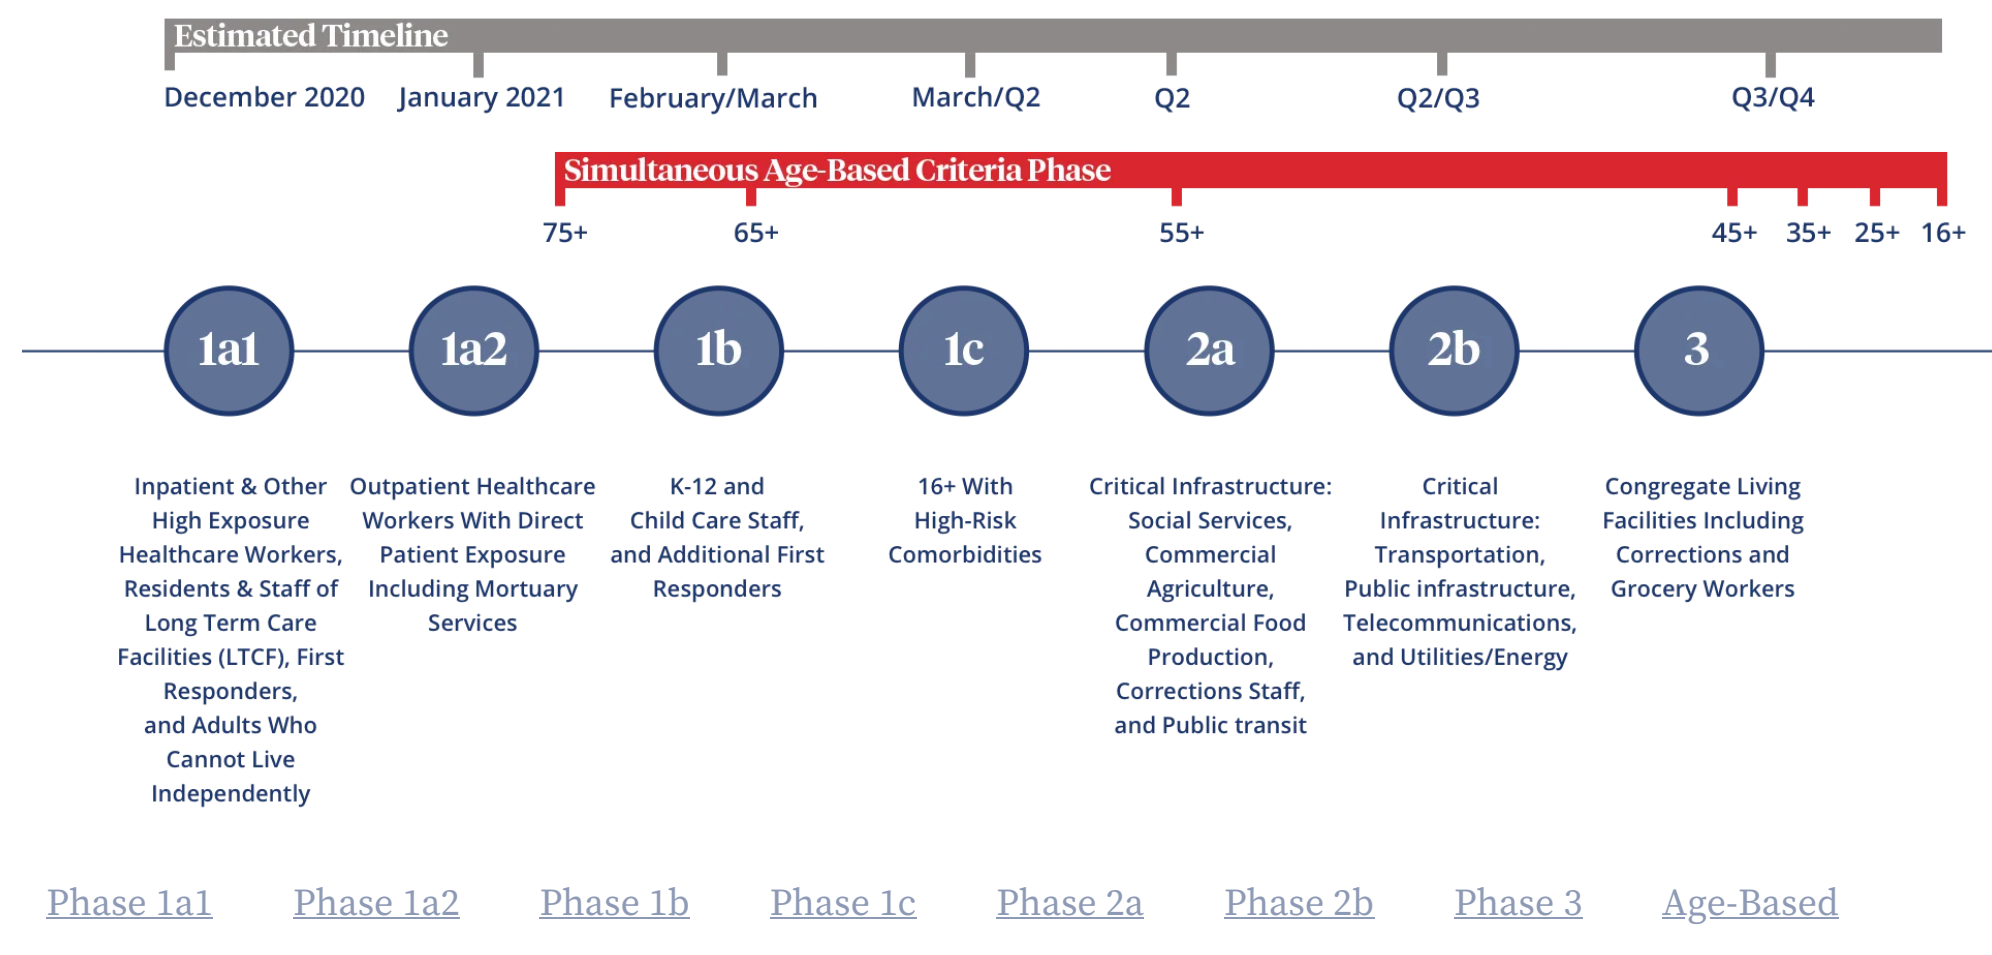 Estimated Timeline
December 2020 January 2021 February/March March/Q2 Q2 Q2/Q3 Q3/Q4
Simultaneous Age-Based Criteria Phase
75+ 65+ 55+ 45+ 35+ 25+ 16+
1a1 1a2 1b 1c 2a 2b 3
Inpatient & Other
High Exposure
Healthcare Workers,
Residents & Staff of
Long Term Care
Facilities (LTCF), First
Responders,
and Adults Who
Cannot Live
Independently
Outpatient Healthcare
Workers With Direct
Patient Exposure
Including Mortuary
Services
K-12 and
Child Care Staff,
and Additional First
Responders
16+ With
High-Risk
Comorbidities
Critical Infrastructure:
Social Services,
Commercial
Agriculture,
Commercial Food
Production,
Corrections Staff,
and Public transit
Critical
Infrastructure:
Transportation,
Public infrastructure,
Telecommunications,
and Utilities/Energy
Congregate Living
Facilities Including
Corrections and
Grocery Workers
Phase 1a1 Phase 1a2 Phase 1b Phase 1c Phase 2a Phase 2b Phase 3 Age-Based